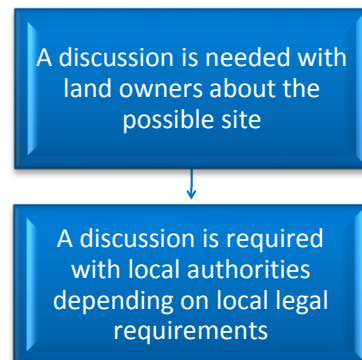 A discussion is needed with
land owners about the
possible site
A discussion is required
with local authorities
depending on local legal
requirements